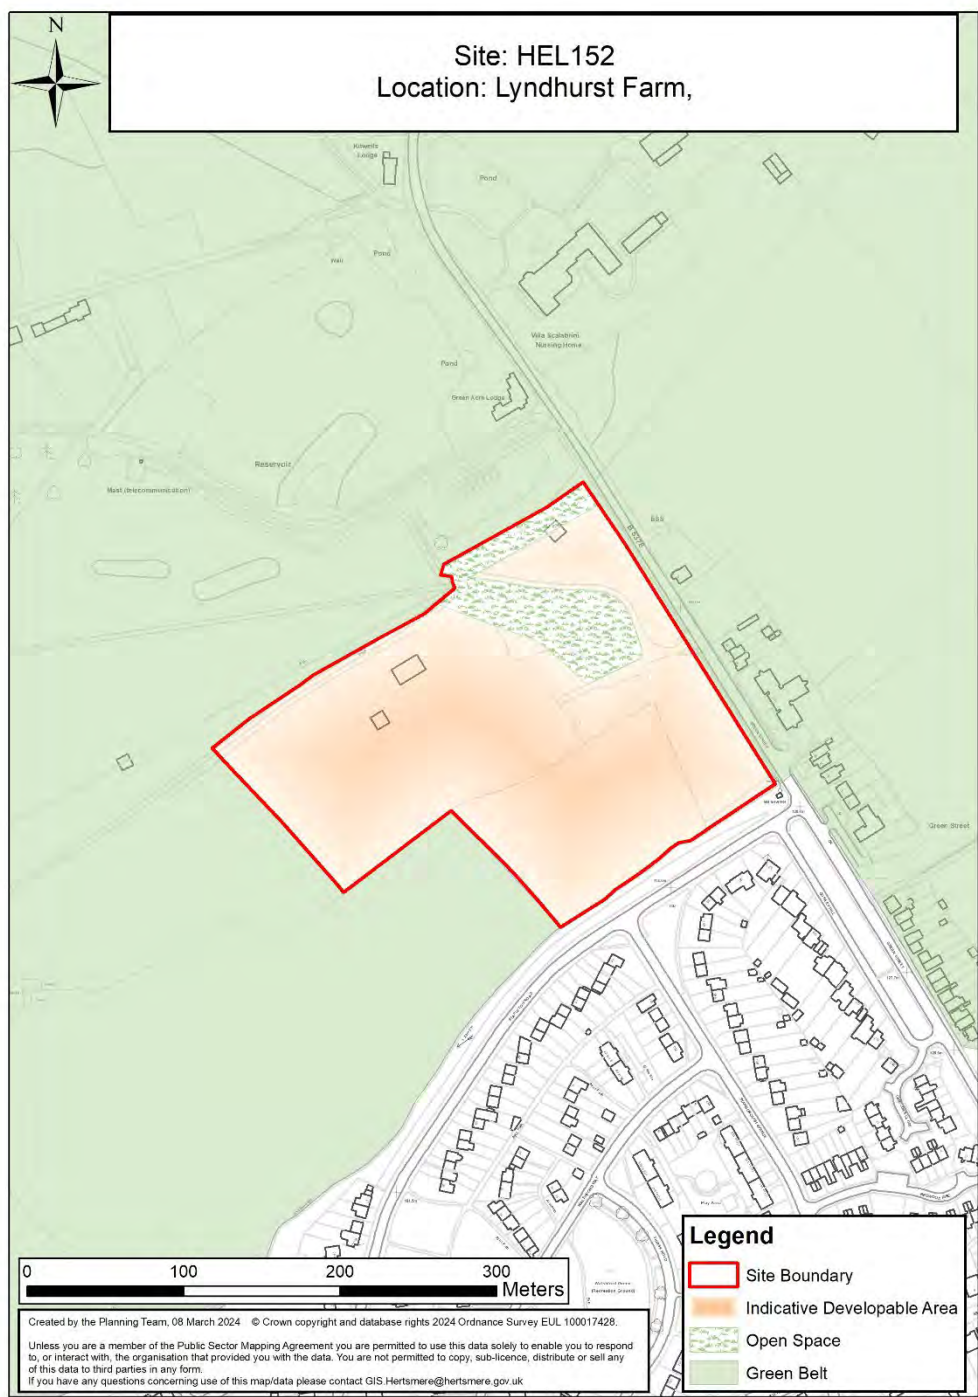 N
Site: HEL152
Location: Lyndhurst Farm,
Lodge
Pond
Pond
Villa Scalabrini
Nursing Home
Pond
Green Acre Lodge
Reservoir
Mast (telecommunication)
B 5378
Green Street
Play Area
Legend
Site Boundary
Indicative Developable Area
Open Space
Green Belt
0 100 200 300
Meters
Created by the Planning Team, 08 March 2024 © Crown copyright and database rights 2024 Ordnance Survey EUL 100017428.
Unless you are a member of the Public Sector Mapping Agreement you are permitted to use this data solely to enable you to respond
to, or interact with, the organisation that provided you with the data. You are not permitted to copy, sub-licence, distribute or sell any
of this data to third parties in any form.
If you have any questions concerning use of this map/data please contact GIS.Hertsmere@hertsmere.gov.uk